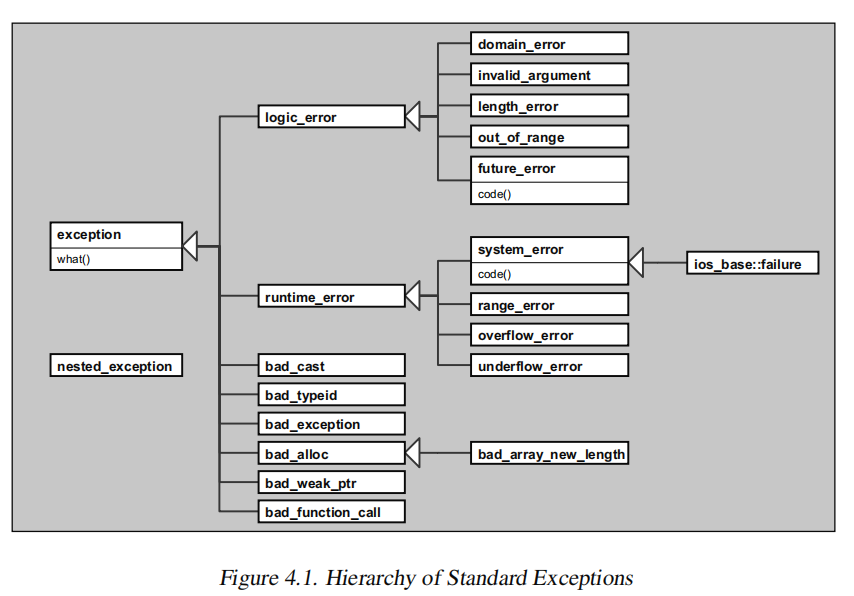 domain_error
invalid_argument
length_error
out_of_range
future_error
code()
logic_error
exception
what()
system_error
code()
ios_base::failure
range_error
overflow_error
underflow_error
runtime_error
nested_exception
bad_cast
bad_typeid
bad_exception
bad_alloc
bad_array_new_length
bad_weak_ptr
bad_function_call
Figure 4.1. Hierarchy of Standard Exceptions